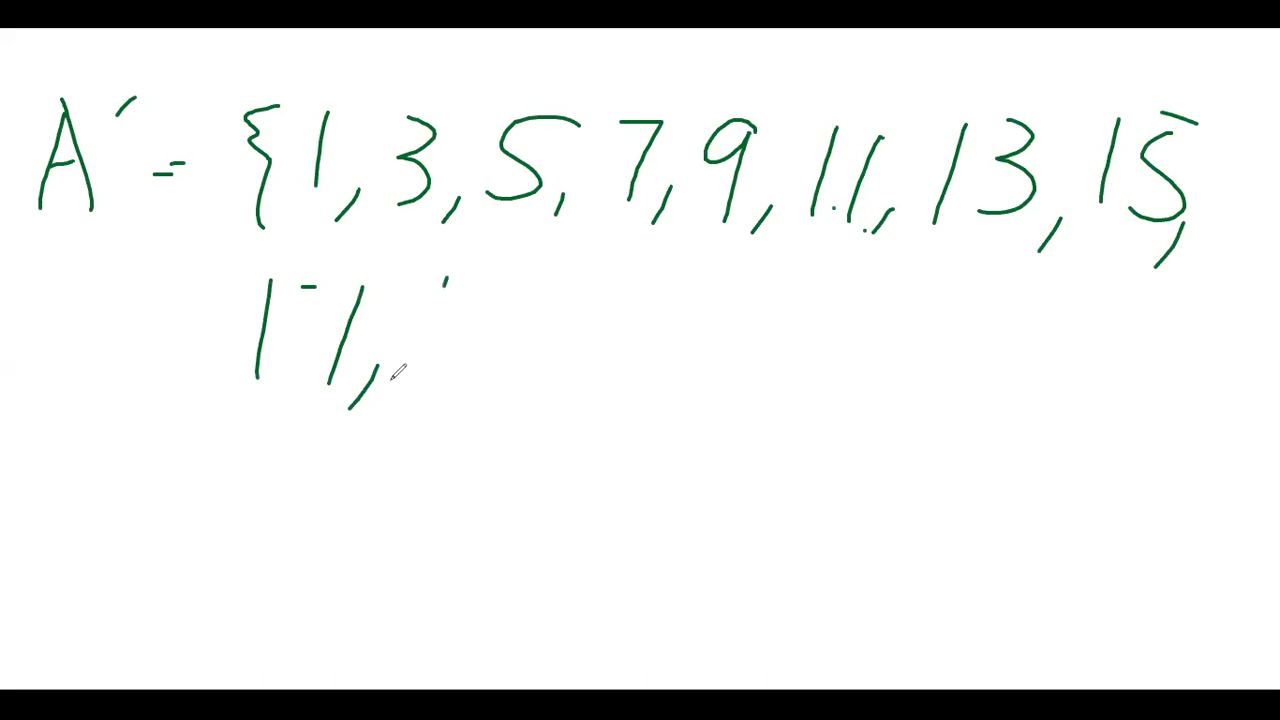 A' = {1, 3, 5, 7, 9, 11, 13, 15,
17,